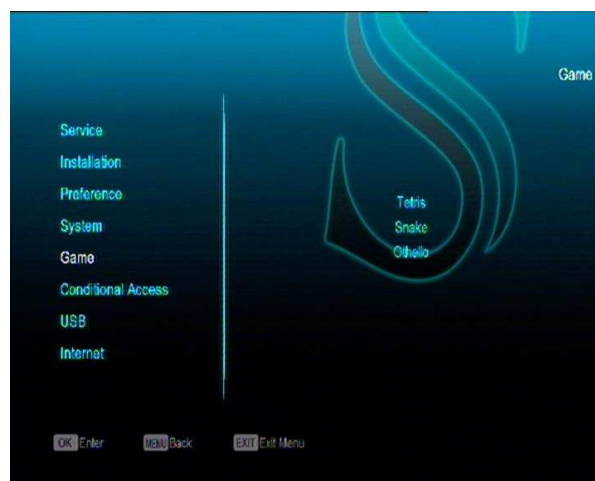 Game
Service
Installation
Preference
System
Game
Conditional Access
USB
Internet
Tetris
Snake
Othello
OK Enter MENU Back EXIT Exit Menu